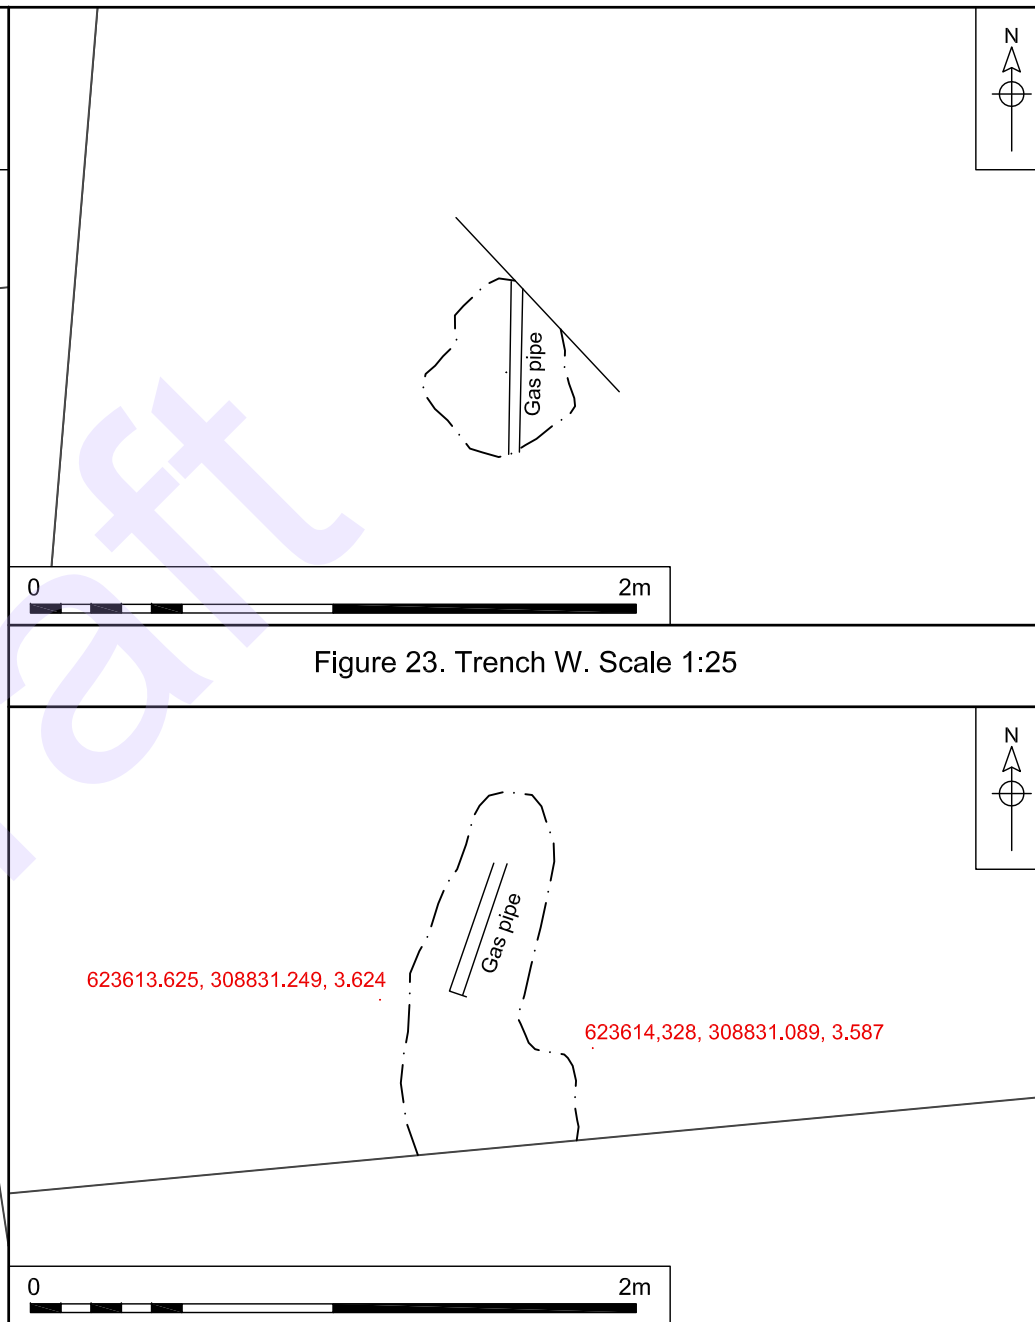 N
Gas pipe
0 2m
Figure 23. Trench W. Scale 1:25
N
Gas pipe
623613.625, 308831.249, 3.624
623614,328, 308831.089, 3.587
0 2m
raft